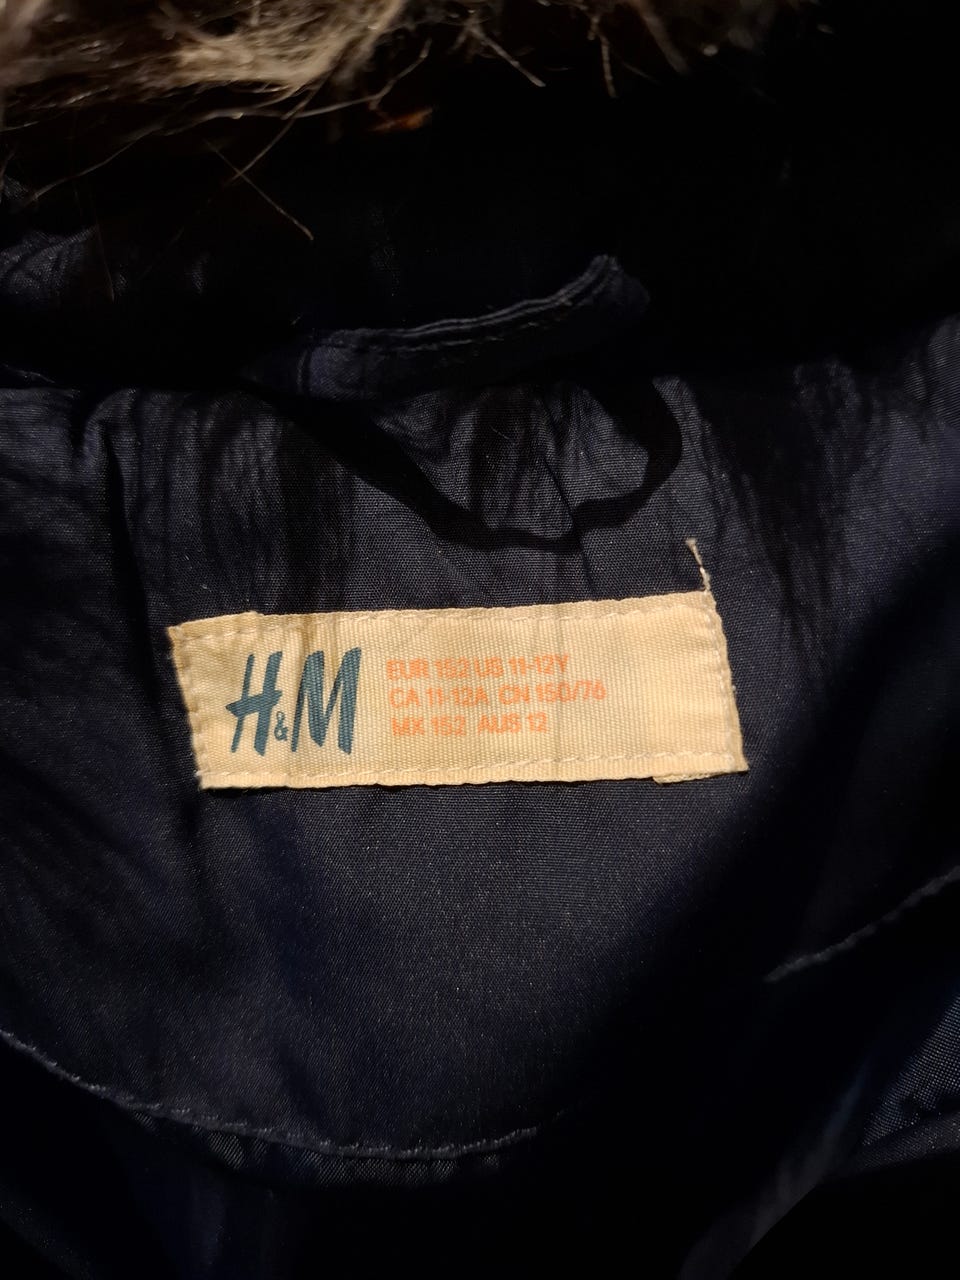 H&M
EUR 152 US 11-12Y
CA 11-12A CN 150/76
MX 152 AUS 12